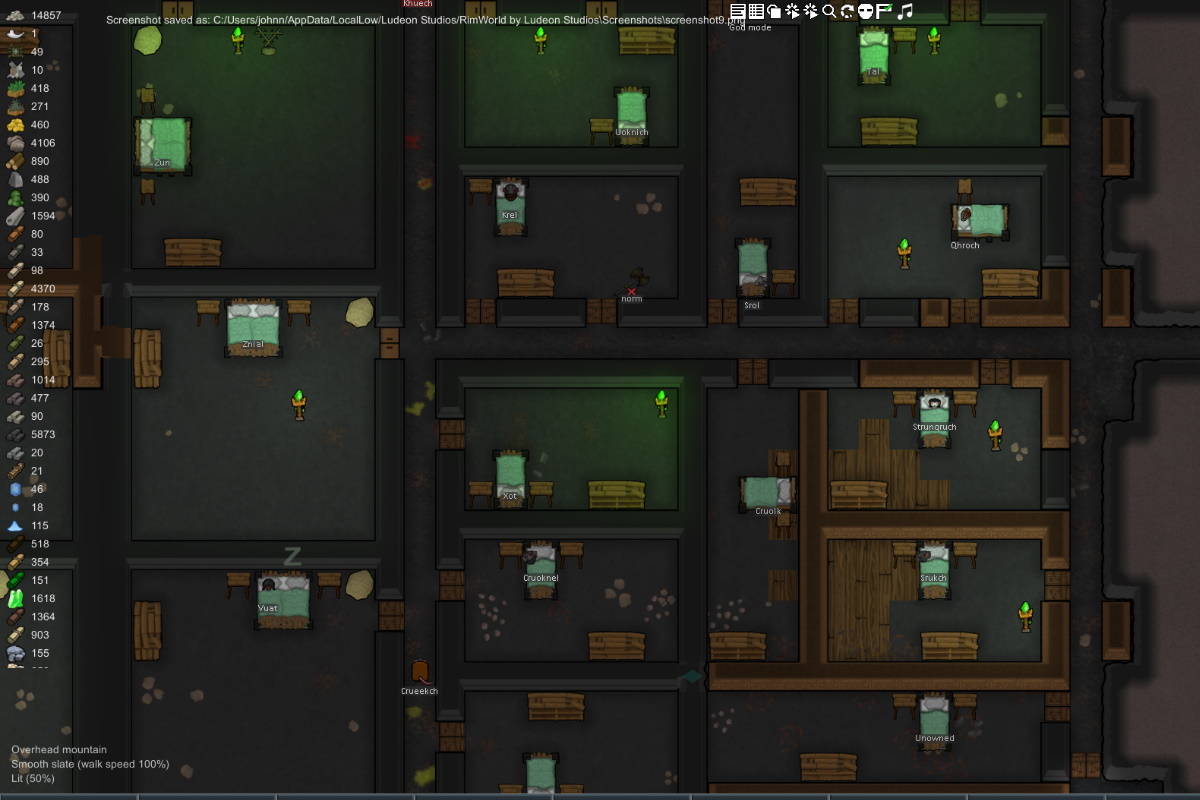 Khuech
Screenshot saved as: C:/Users/johnn/AppData/LocalLow/Ludeon Studios/RimWorld by Ludeon Studios\Screenshots\screenshot9.png
God mode
14857
1
49
10
418
271
460
4106
890
488
390
1594
80
33
98
4370
178
1374
26
295
1014
477
90
5873
20
21
46
18
115
518
354
151
1618
1364
903
155
Tal
Uoknich
Zun
Krel
Qhroch
norm
Srol
Znlal
Strungruch
Xot
Cruolk
Cruoknel
Srukch
Vuat
Crueekch
Unowned
Z
Overhead mountain
Smooth slate (walk speed 100%)
Lit (50%)